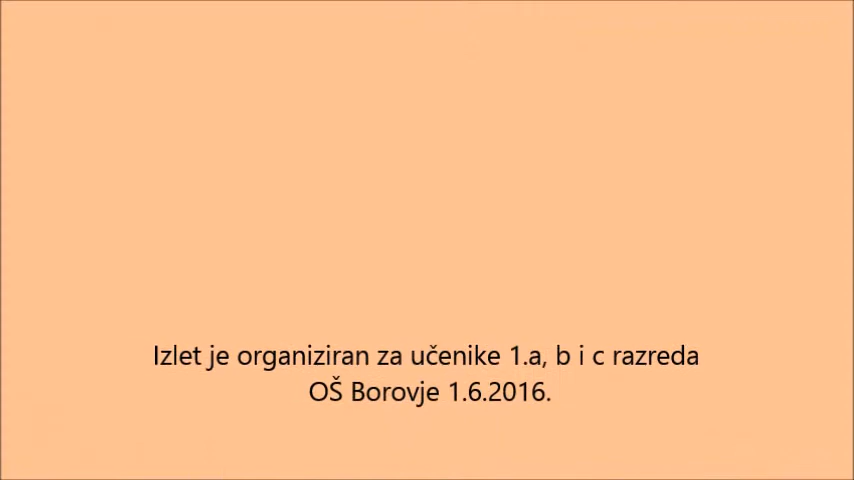 Izlet je organiziran za učenike 1.a, b i c razreda
OŠ Borovje 1.6.2016.